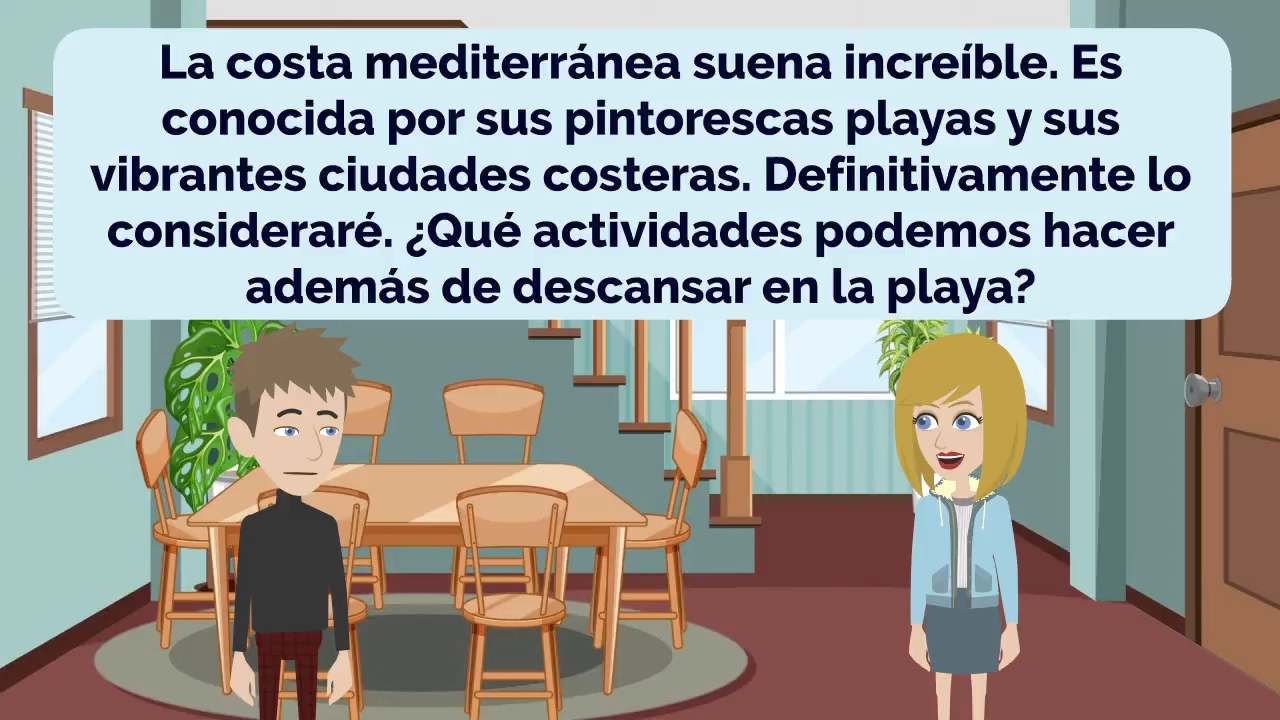 La costa mediterránea suena increíble. Es
conocida por sus pintorescas playas y sus
vibrantes ciudades costeras. Definitivamente lo
consideraré. ¿Qué actividades podemos hacer
además de descansar en la playa?